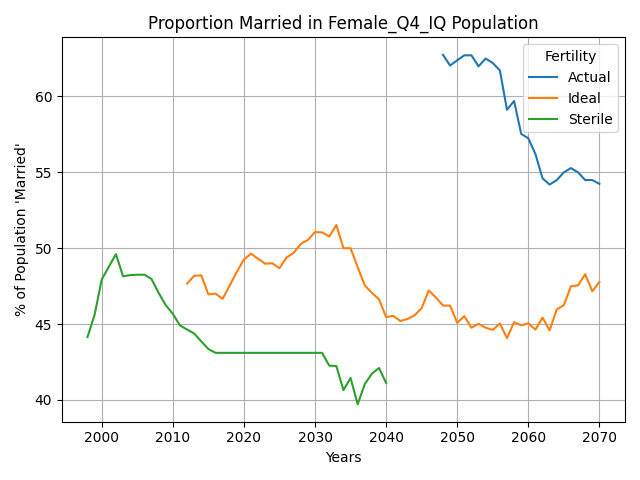 Proportion Married in Female_Q4_IQ Population
% of Population 'Married'
60
55
50
45
40
Fertility
Actual
Ideal
Sterile
2000 2010 2020 2030 2040 2050 2060 2070
Years